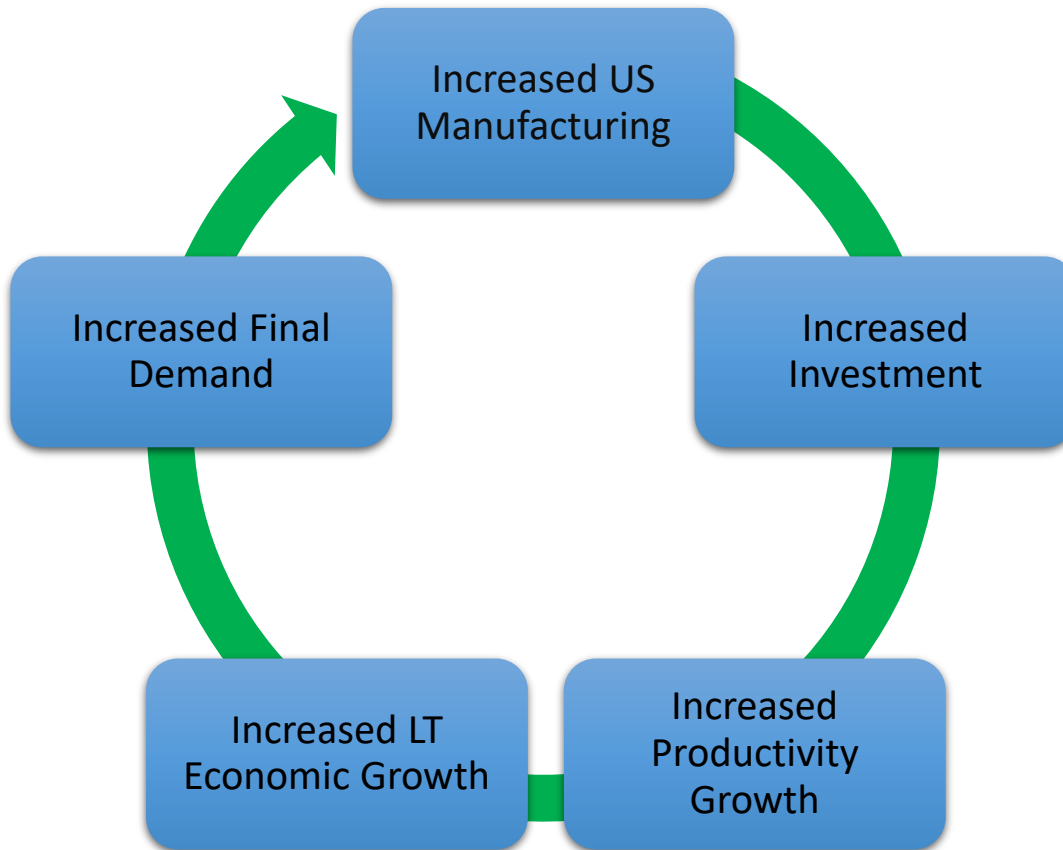 Increased US
Manufacturing
Increased
Investment
Increased
Productivity
Growth
Increased LT
Economic Growth
Increased Final
Demand